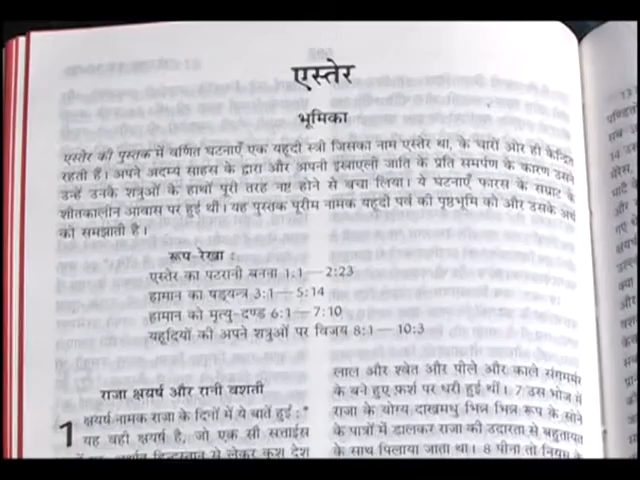 एस्तेर
भूमिका
एस्तेर की पुस्तक में वर्णित घटनाएँ एक यहूदी स्त्री जिसका नाम एस्तेर था, के चारों ओर ही केन्द्रित
रहती हैं। अपने अदम्य साहस के द्वारा और अपनी इस्राएली जाति के प्रति समर्पण के कारण उसने
उन्हें उनके शत्रुओं के हाथों पूरी तरह नष्ट होने से बचा लिया। ये घटनाएँ फारस के सम्राट के
शीतकालीन आवास पर हुई थीं। यह पुस्तक पूरीम नामक यहूदी पर्व की पृष्ठभूमि को और उसके अर्थ
को समझाती है।
रूप-रेखा :
एस्तेर का पटरानी बनना 1:1—2:23
हामान का षड्यन्त्र 3:1—5:14
हामान को मृत्यु-दण्ड 6:1—7:10
यहूदियों की अपने शत्रुओं पर विजय 8:1—10:3
राजा क्षयर्ष और रानी वशती
1 क्षयर्ष नामक राजा के दिनों में ये बातें हुईं : *
यह वही क्षयर्ष है, जो एक सौ सत्ताईस
अर्थात् हिन्दुस्तान से लेकर कूश देश
लाल और श्वेत और पीले और काले संगमर्मर
के बने हुए फ़र्श पर धरी हुई थीं। 7 उस भोज में
राजा के योग्य दाखमधु भिन्न भिन्न रूप के सोने
के पात्रों में डालकर राजा की उदारता से बहुतायत
के साथ पिलाया जाता था। 8 पीना तो नियम के